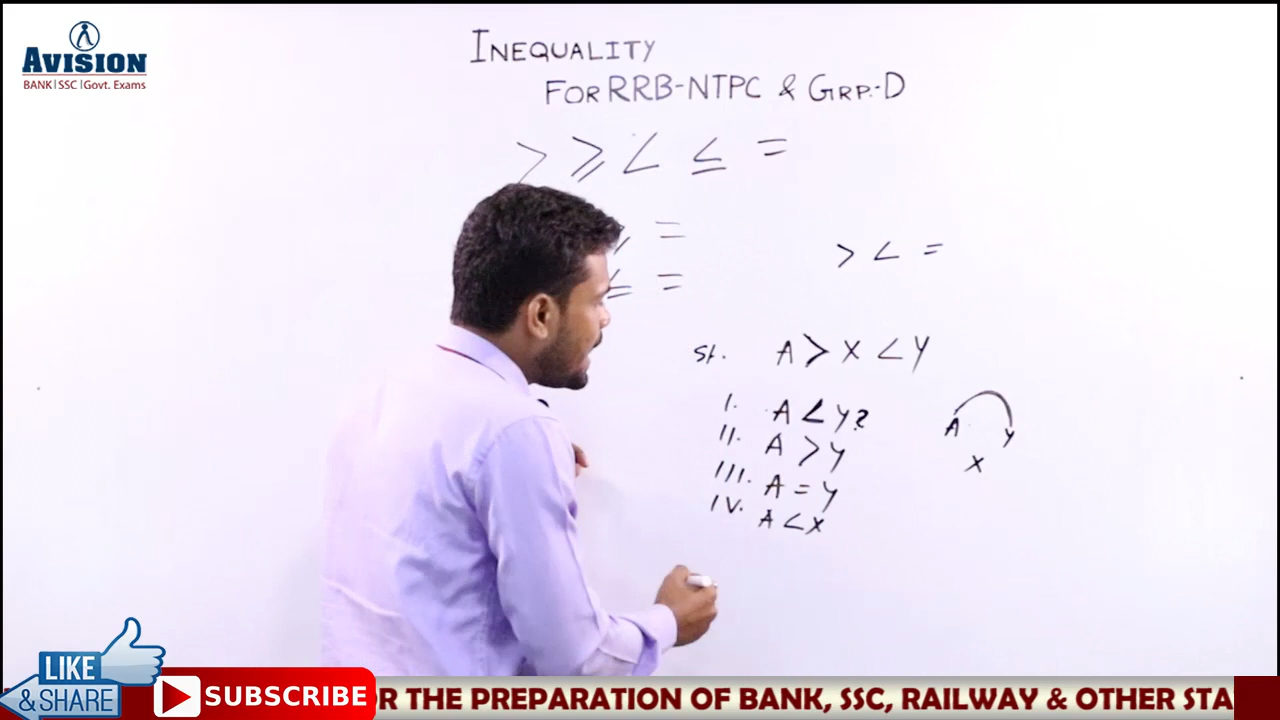 AVISION
BANK|SSC|Govt. Exams
INEQUALITY
FOR RRB-NTPC & GRP.-D
> ≥ < ≤ =
=
≤ =
> < =
St. A > X < Y
I. A < Y?
II. A > Y
III. A = Y
IV. A < X
A Y
X
LIKE
& SHARE
SUBSCRIBE
R THE PREPARATION OF BANK, SSC, RAILWAY & OTHER STA